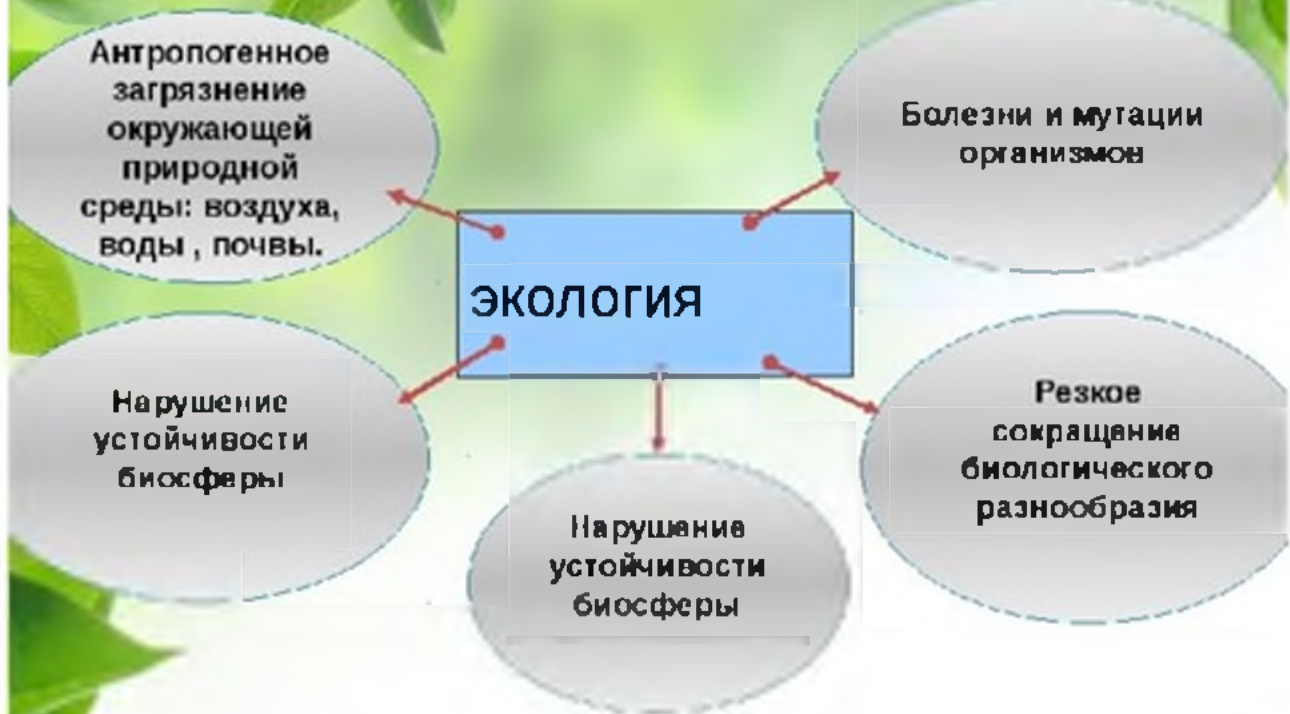 Антропогенное
загрязнение
окружающей
природной
среды: воздуха,
воды , почвы.
Болезни и мутации
организмов
ЭКОЛОГИЯ
Нарушение
устойчивости
биосферы
Нарушение
устойчивости
биосферы
Резкое
сокращение
биологического
разнообразия